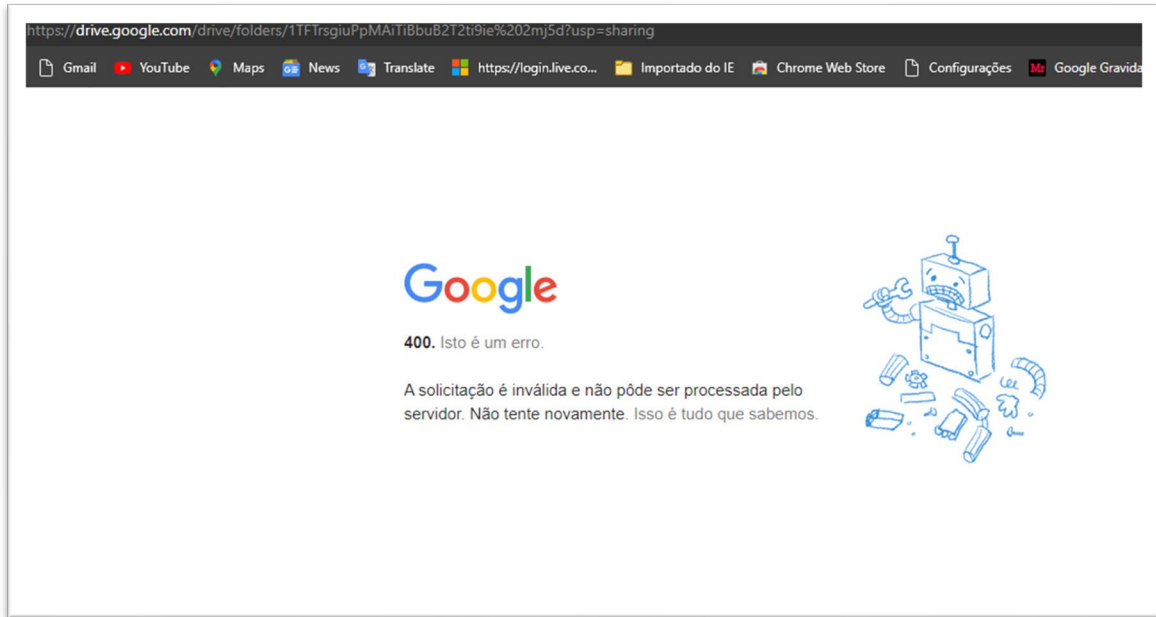 https://drive.google.com/drive/folders/1TFTrsgiuPpMAiTiBbuB2T2ti9ie%202mj5d?usp=sharing
Gmail YouTube Maps News Translate https://login.live.co... Importado do IE Chrome Web Store Configurações Mr Google Gravida
Google
400. Isto é um erro.
A solicitação é inválida e não pôde ser processada pelo
servidor. Não tente novamente. Isso é tudo que sabemos.